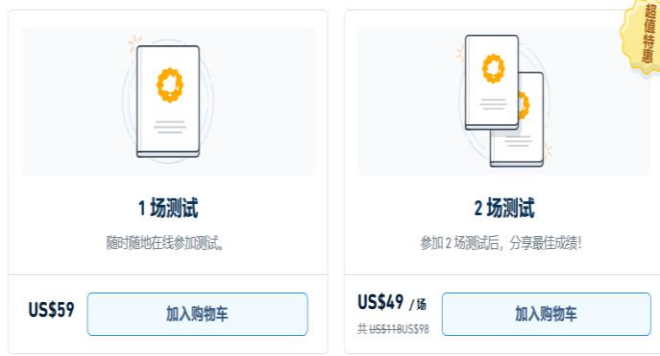 超值特惠
1 场测试
随时随地在线参加测试。
US$59
加入购物车
2 场测试
参加 2 场测试后，分享最佳成绩！
US$49 / 场
共 US$118US$98
加入购物车